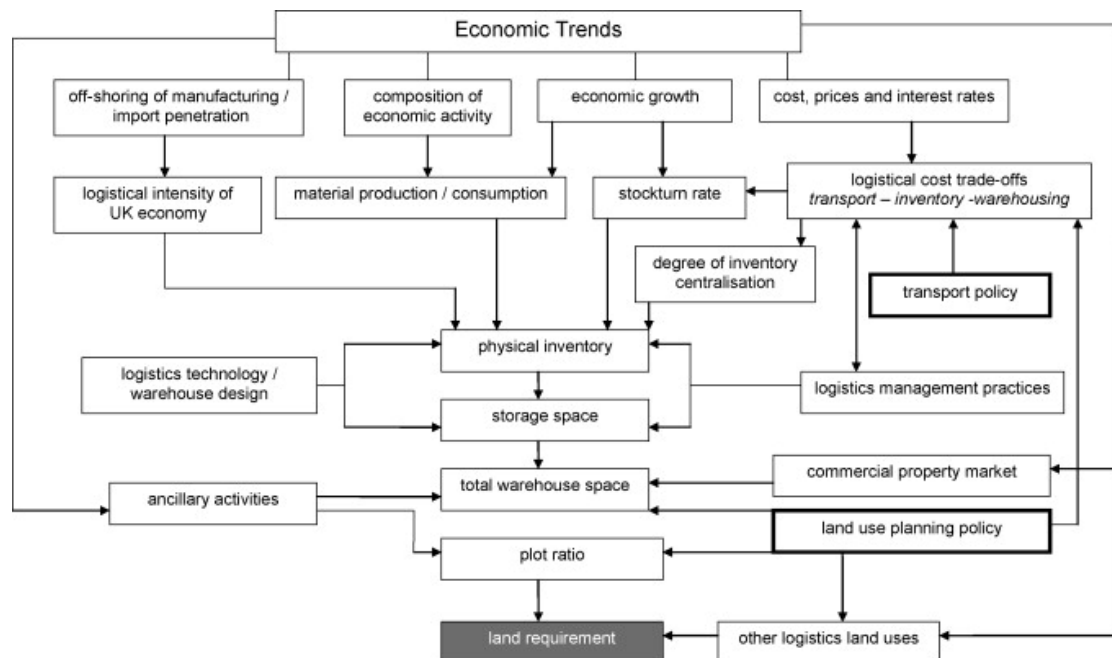 Economic Trends
off-shoring of manufacturing /
import penetration
composition of
economic activity
economic growth
cost, prices and interest rates
logistical intensity of
UK economy
material production / consumption
stockturn rate
logistical cost trade-offs
transport – inventory -warehousing
degree of inventory
centralisation
transport policy
physical inventory
logistics technology /
warehouse design
logistics management practices
storage space
commercial property market
total warehouse space
ancillary activities
land use planning policy
plot ratio
land requirement
other logistics land uses